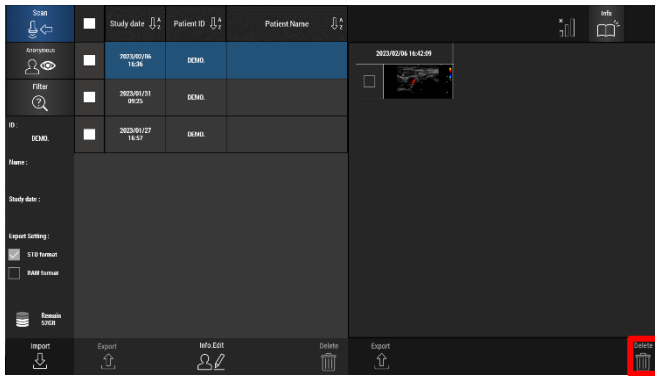 Scan
Anonymous
Filter
ID :
DEMO.
Name :
Study date :
Export Setting :
STD format
RAW format
Remain
52GB
Import
Study date
Patient ID
Patient Name
2023/02/06
16:36
DEMO.
2023/01/31
09:25
DEMO.
2023/01/27
16:57
DEMO.
Export
Info.Edit
Delete
Info
2023/02/06 16:42:09
Export
Delete